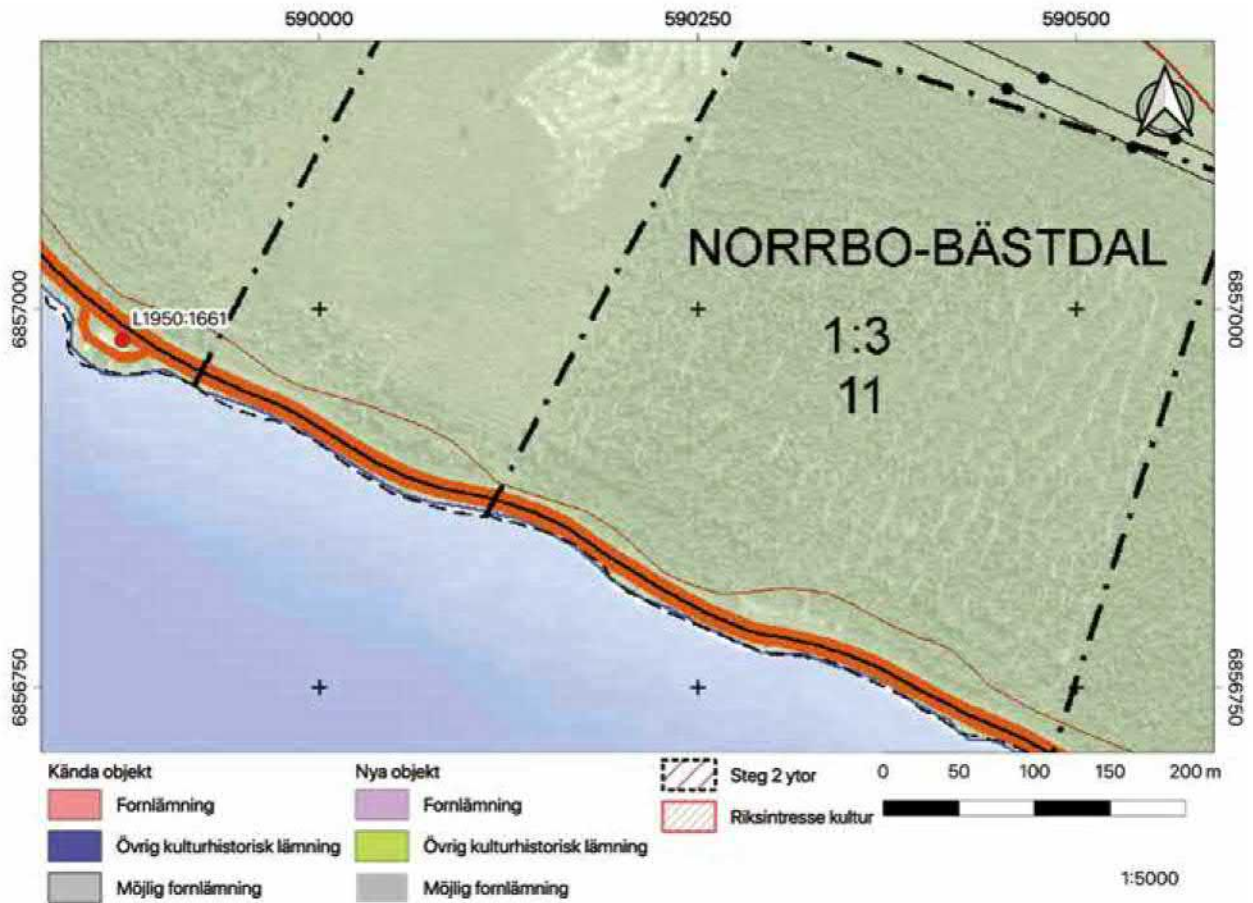 590000 590250 590500
NORRBO-BÄSTDAL
6857000 6857000
L1950:1661
1:3
11
6856750 6856750
Kända objekt
Fornlämning
Övrig kulturhistorisk lämning
Möjlig fornlämning
Nya objekt
Fornlämning
Övrig kulturhistorisk lämning
Möjlig fornlämning
Steg 2 ytor
Riksintresse kultur
0 50 100 150 200 m
1:5000